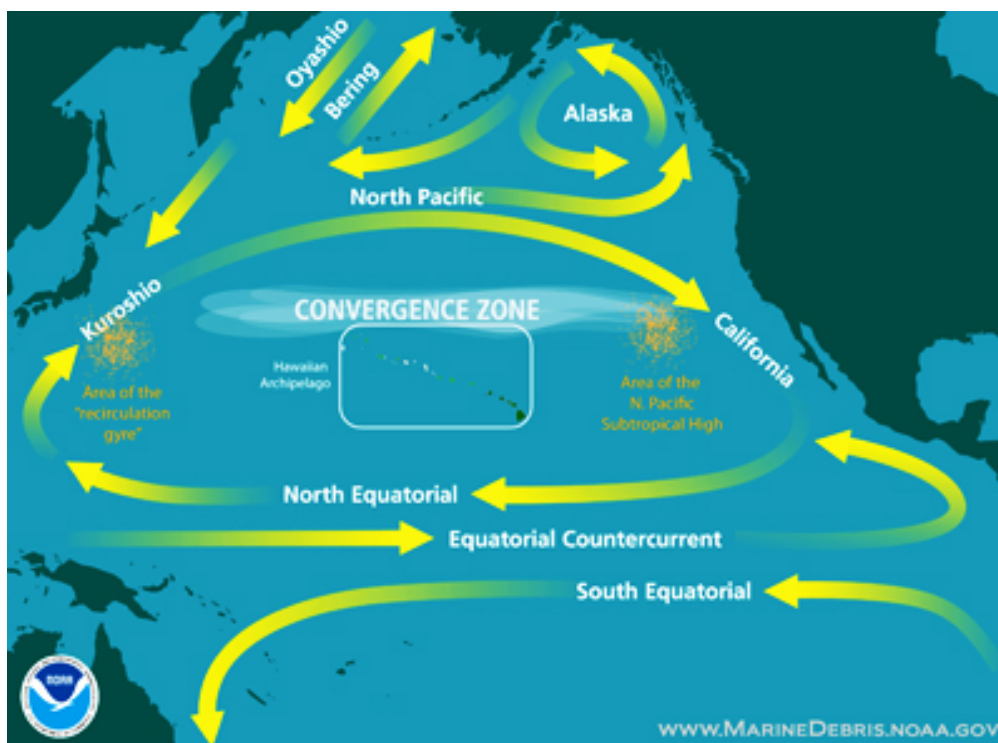 Oyashio
Bering
Alaska
North Pacific
Kuroshio
CONVERGENCE ZONE
California
Hawaiian
Archipelago
Area of the
"recirculation
gyre"
Area of the
N. Pacific
Subtropical High
North Equatorial
Equatorial Countercurrent
South Equatorial
NOAA
WWW.MARINEDEBRIS.NOAA.GOV